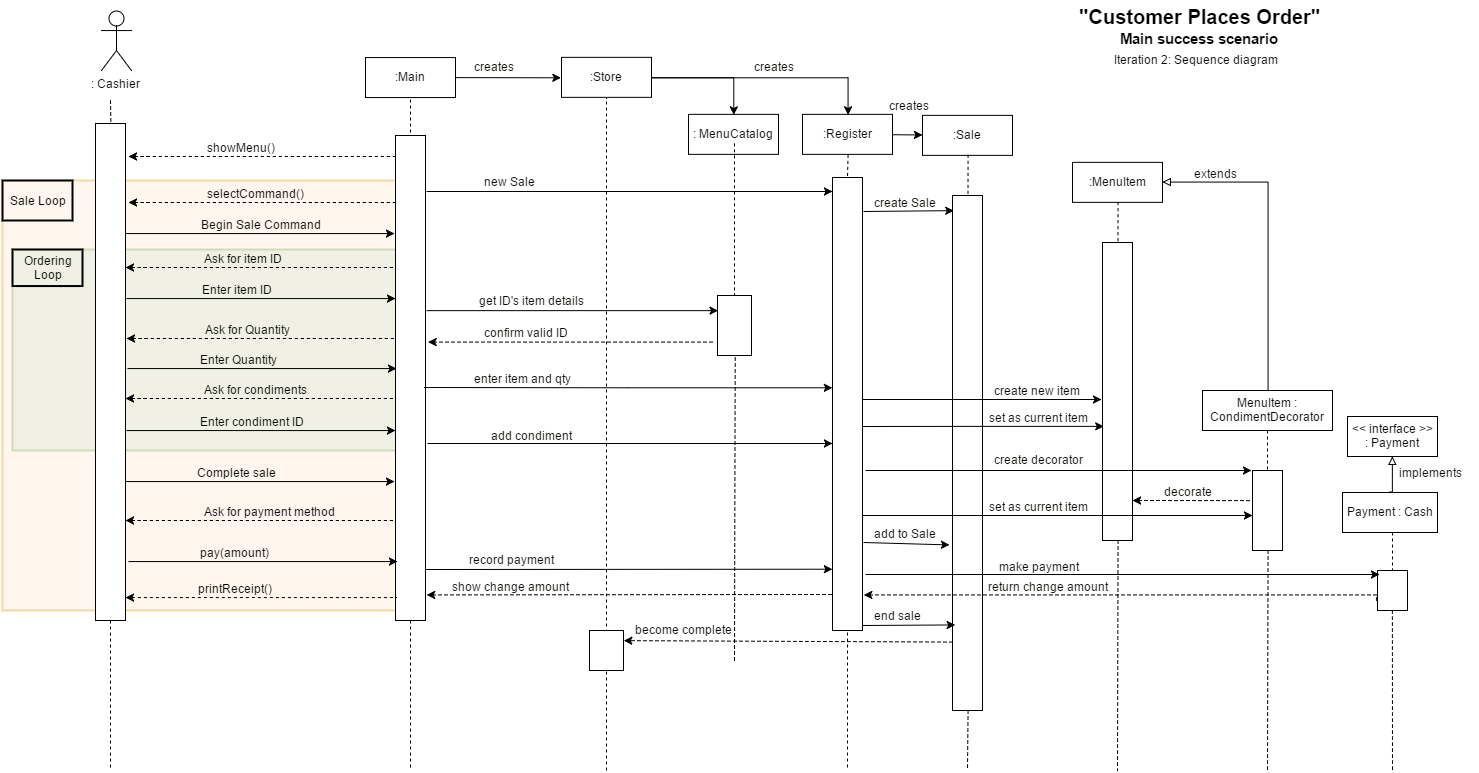 "Customer Places Order"
Main success scenario
Iteration 2: Sequence diagram
: Cashier
:Main
creates
:Store
creates
: MenuCatalog
:Register
creates
:Sale
:MenuItem
extends
showMenu()
Sale Loop
selectCommand()
new Sale
create Sale
Begin Sale Command
Ordering
Loop
Ask for item ID
Enter item ID
get ID's item details
Ask for Quantity
confirm valid ID
Enter Quantity
enter item and qty
Ask for condiments
create new item
MenuItem :
CondimentDecorator
Enter condiment ID
set as current item
<< interface >>
: Payment
add condiment
create decorator
implements
Complete sale
decorate
set as current item
Payment : Cash
Ask for payment method
add to Sale
pay(amount)
record payment
make payment
printReceipt()
show change amount
return change amount
end sale
become complete